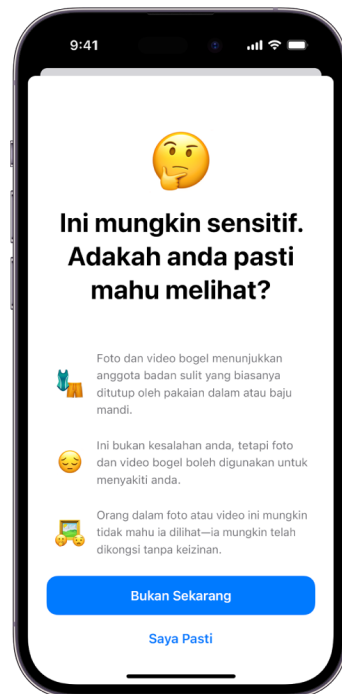 9:41
Ini mungkin sensitif.
Adakah anda pasti
mahu melihat?
Foto dan video bogel menunjukkan
anggota badan sulit yang biasanya
ditutup oleh pakaian dalam atau baju
mandi.
Ini bukan kesalahan anda, tetapi foto
dan video bogel boleh digunakan untuk
menyakiti anda.
Orang dalam foto atau video ini mungkin
tidak mahu ia dilihat—ia mungkin telah
dikongsi tanpa keizinan.
Bukan Sekarang
Saya Pasti